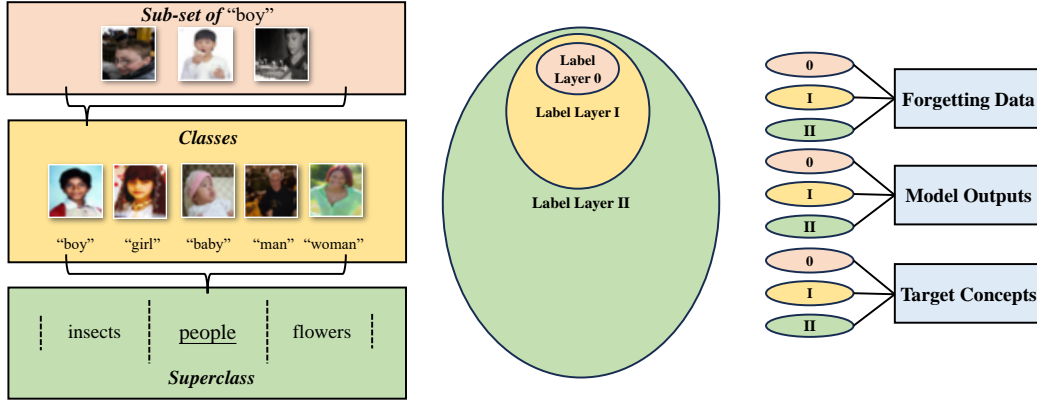 Sub-set of “boy”
Classes
“boy”
“girl”
“baby”
“man”
“woman”
insects
people
flowers
Superclass
Label
Layer 0
Label Layer I
Label Layer II
0
I
II
Forgetting Data
0
I
II
Model Outputs
0
I
II
Target Concepts